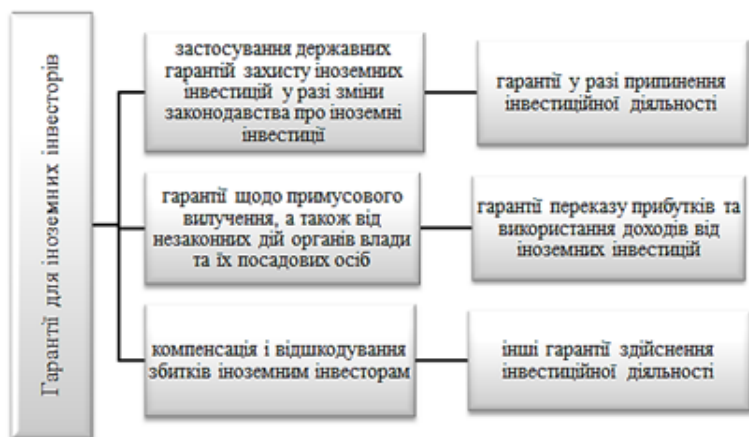 Гарантії для іноземних інвесторів
застосування державних
гарантій захисту іноземних
інвестицій у разі зміни
законодавства про іноземні
інвестиції
гарантії у разі припинення
інвестиційної діяльності
гарантії щодо примусового
вилучення, а також від
незаконних дій органів влади
та їх посадових осіб
гарантії переказу прибутків та
використання доходів від
іноземних інвестицій
компенсація і відшкодування
збитків іноземним інвесторам
інші гарантії здійснення
інвестиційної діяльності